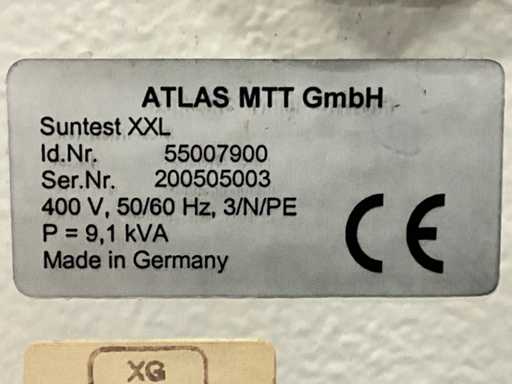 ATLAS MTT GmbH
Suntest XXL
Id.Nr. 55007900
Ser.Nr. 200505003
400 V, 50/60 Hz, 3/N/PE
P = 9,1 kVA
Made in Germany
CE
XG